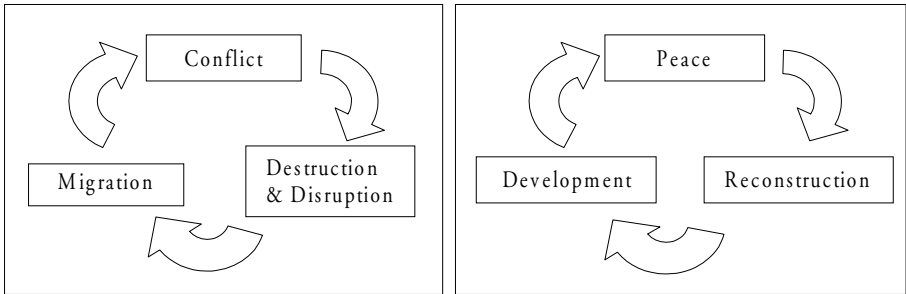 Conflict
Migration
Destruction
& Disruption
Peace
Development
Reconstruction